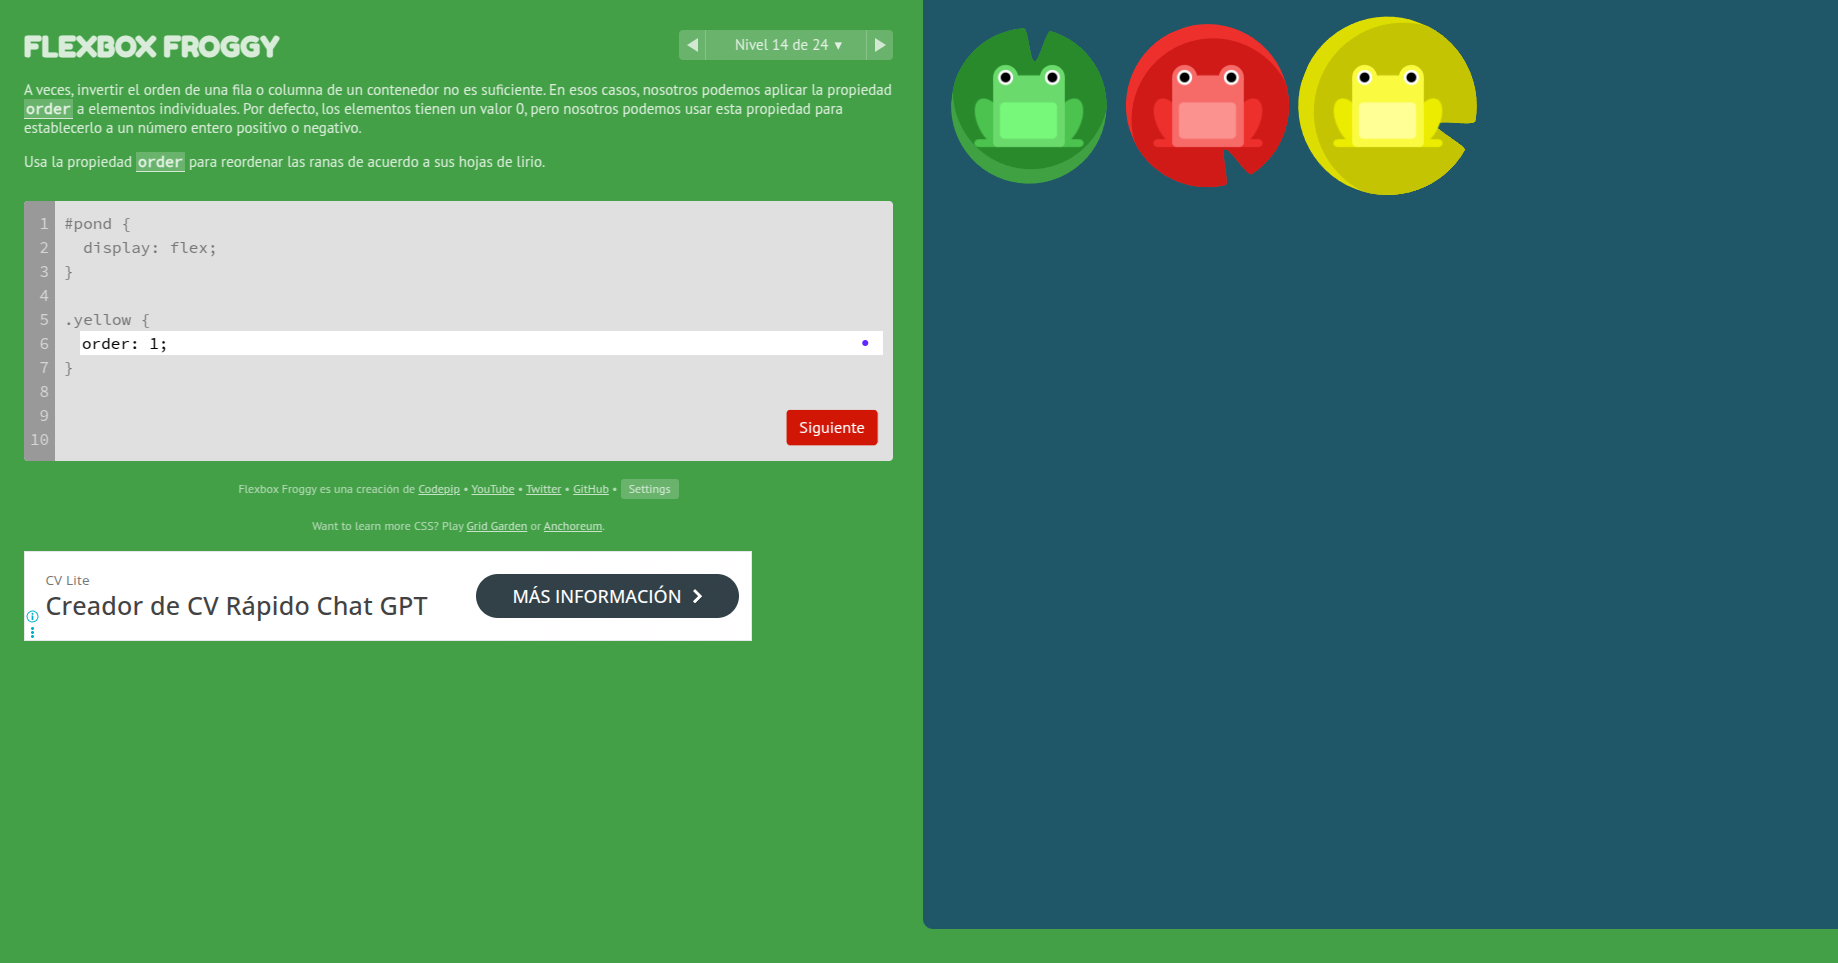 FLEXBOX FROGGY
Nivel 14 de 24 ▼
A veces, invertir el orden de una fila o columna de un contenedor no es suficiente. En esos casos, nosotros podemos aplicar la propiedad
order a elementos individuales. Por defecto, los elementos tienen un valor 0, pero nosotros podemos usar esta propiedad para
establecerlo a un número entero positivo o negativo.
Usa la propiedad order para reordenar las ranas de acuerdo a sus hojas de lirio.
1 #pond {
2 display: flex;
3 }
4
5 .yellow {
6 order: 1;
7 }
8
9
10
Siguiente
Flexbox Froggy es una creación de Codepip • YouTube • Twitter • GitHub • Settings
Want to learn more CSS? Play Grid Garden or Anchoreum.
CV Lite
Creador de CV Rápido Chat GPT
MÁS INFORMACIÓN